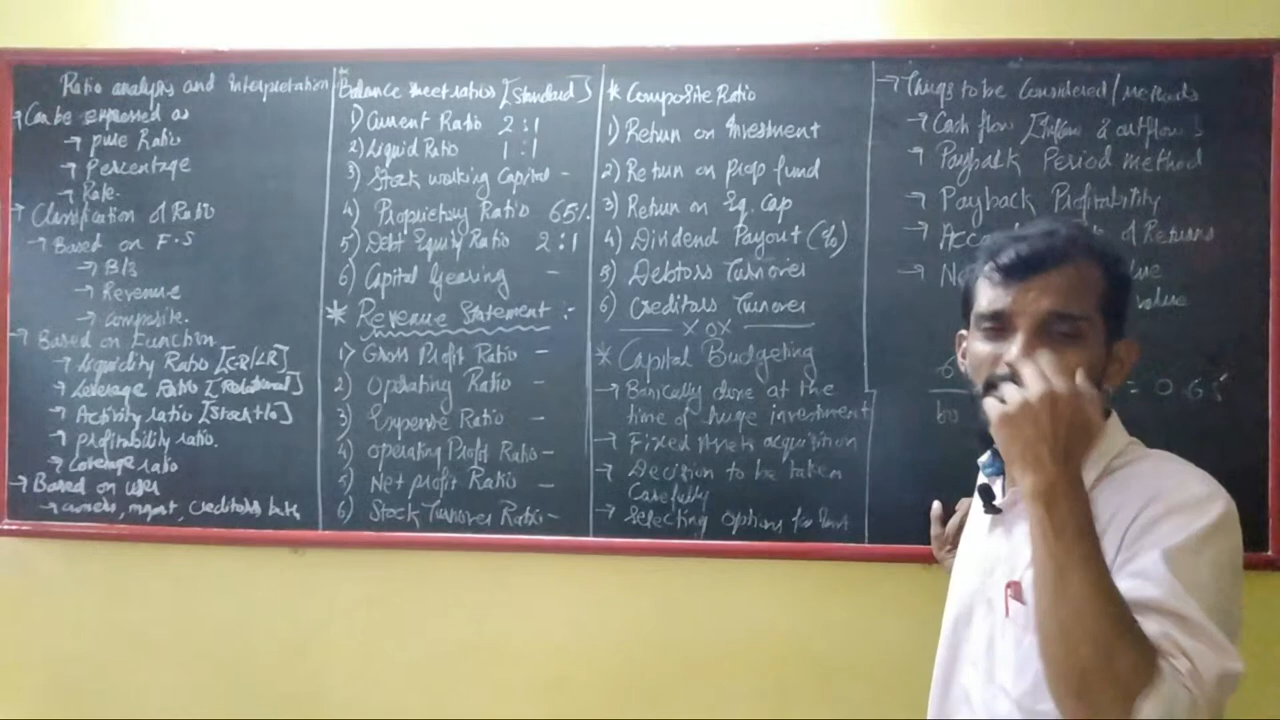 Ratio analysis and Interpretation
→ Can be expressed as
→ pure Ratio
→ Percentage
→ Rate
→ Classification of Ratio
→ Based on F.S
→ B/S
→ Revenue
→ composite.
→ Based on Function
→ Liquidity Ratio [CR/LR]
→ Leverage Ratio [Relational]
→ Activity ratio [Stock t/o]
→ profitability ratio.
→ Coverage ratio
→ Based on user
→ owners, mgmt, Creditors
Balance sheet ratios [Standard]
1) Current Ratio 2:1
2) Liquid Ratio 1:1
3) Stock working Capital -
4) Proprietary Ratio 65%
5) Debt Equity Ratio 2:1
6) Capital Gearing -
* Revenue Statement :-
1) Gross Profit Ratio -
2) Operating Ratio -
3) Expense Ratio -
4) Operating Profit Ratio -
5) Net profit Ratio -
6) Stock Turnover Ratio -
* Composite Ratio
1) Return on Investment
2) Return on Prop fund
3) Return on Eq. Cap
4) Dividend Payout (%)
5) Debtors Turnover
6) Creditors Turnover
x o x
* Capital Budgeting
→ Basically done at the
time of huge investment
→ Fixed Assets acquisition
→ Decision to be taken
Carefully
→ Selecting options for
→ Things to be Considered/methods
→ Cash flow [Inflow & outflow]
→ Payback Period method
→ Payback Profitability
→ of Returns
→
value
= 0.65